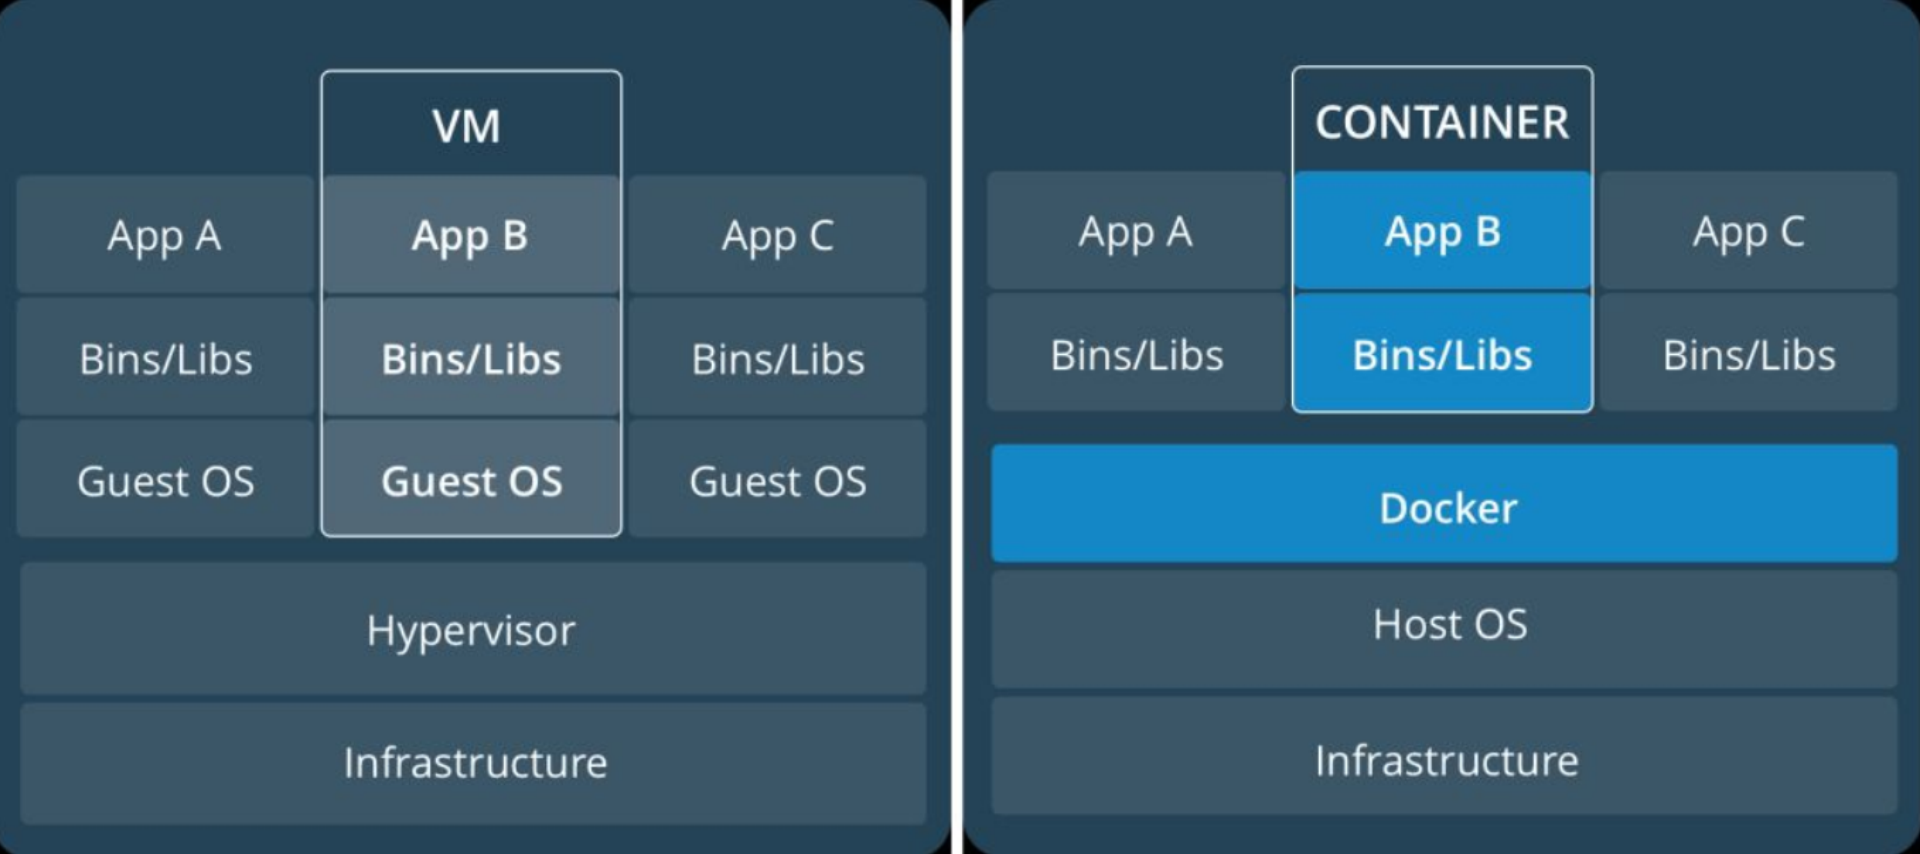 VM
App A
App B
App C
Bins/Libs
Bins/Libs
Bins/Libs
Guest OS
Guest OS
Guest OS
Hypervisor
Infrastructure
CONTAINER
App A
App B
App C
Bins/Libs
Bins/Libs
Bins/Libs
Docker
Host OS
Infrastructure